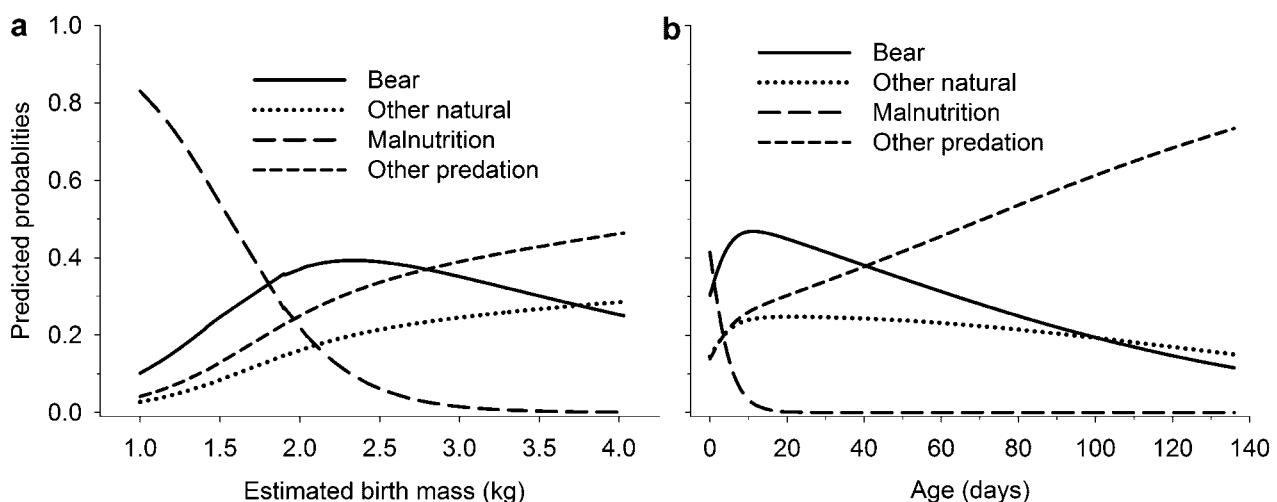 a
1.0
0.8
0.6
0.4
0.2
0.0
Predicted probablities
Bear
Other natural
Malnutrition
Other predation
1.0 1.5 2.0 2.5 3.0 3.5 4.0
Estimated birth mass (kg)
b
Bear
Other natural
Malnutrition
Other predation
0 20 40 60 80 100 120 140
Age (days)